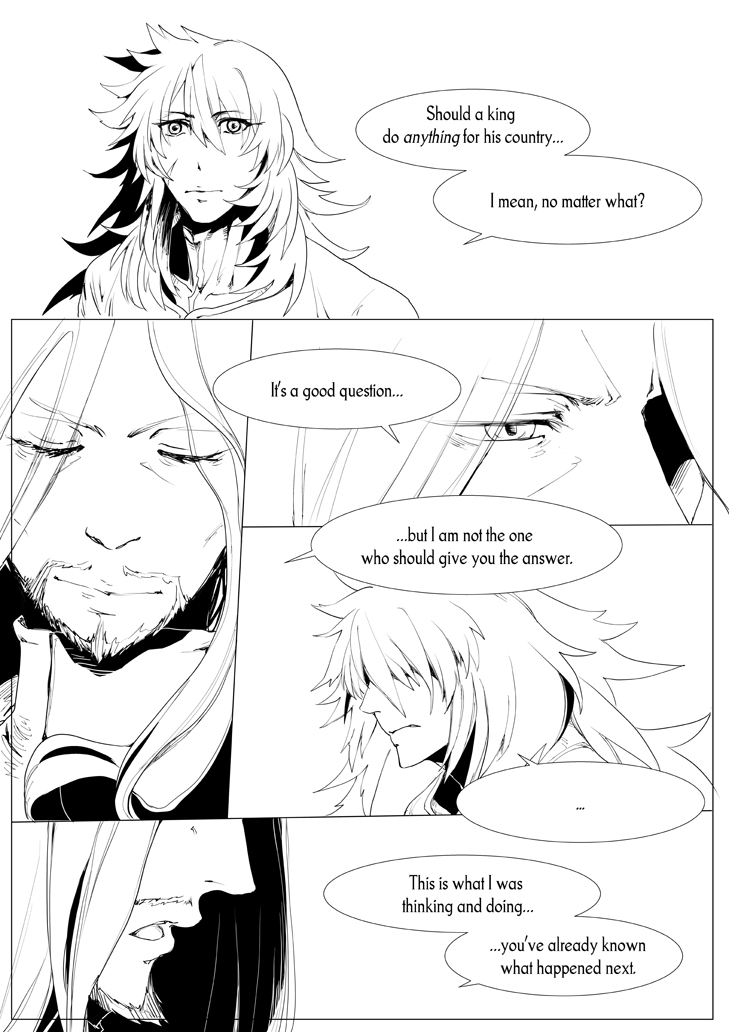 Should a king
do anything for his country...
I mean, no matter what?
It's a good question...
...but I am not the one
who should give you the answer.
...
This is what I was
thinking and doing...
...you've already known
what happened next.